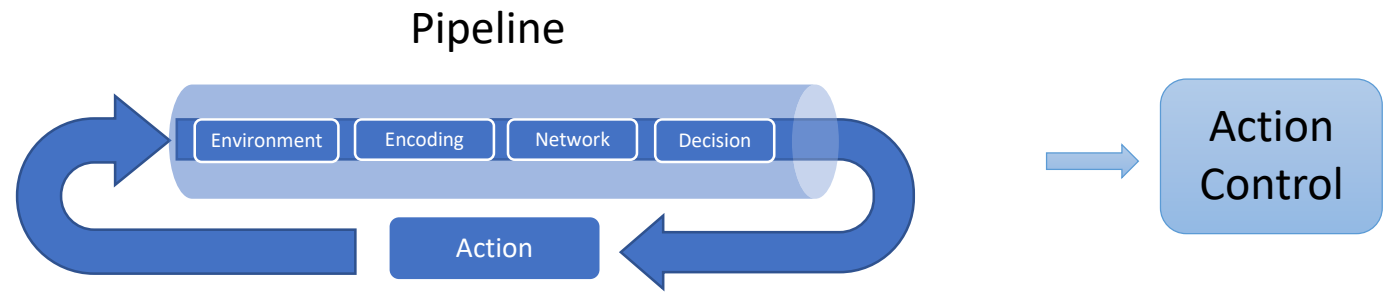 Pipeline
Environment
Encoding
Network
Decision
Action
Action
Control